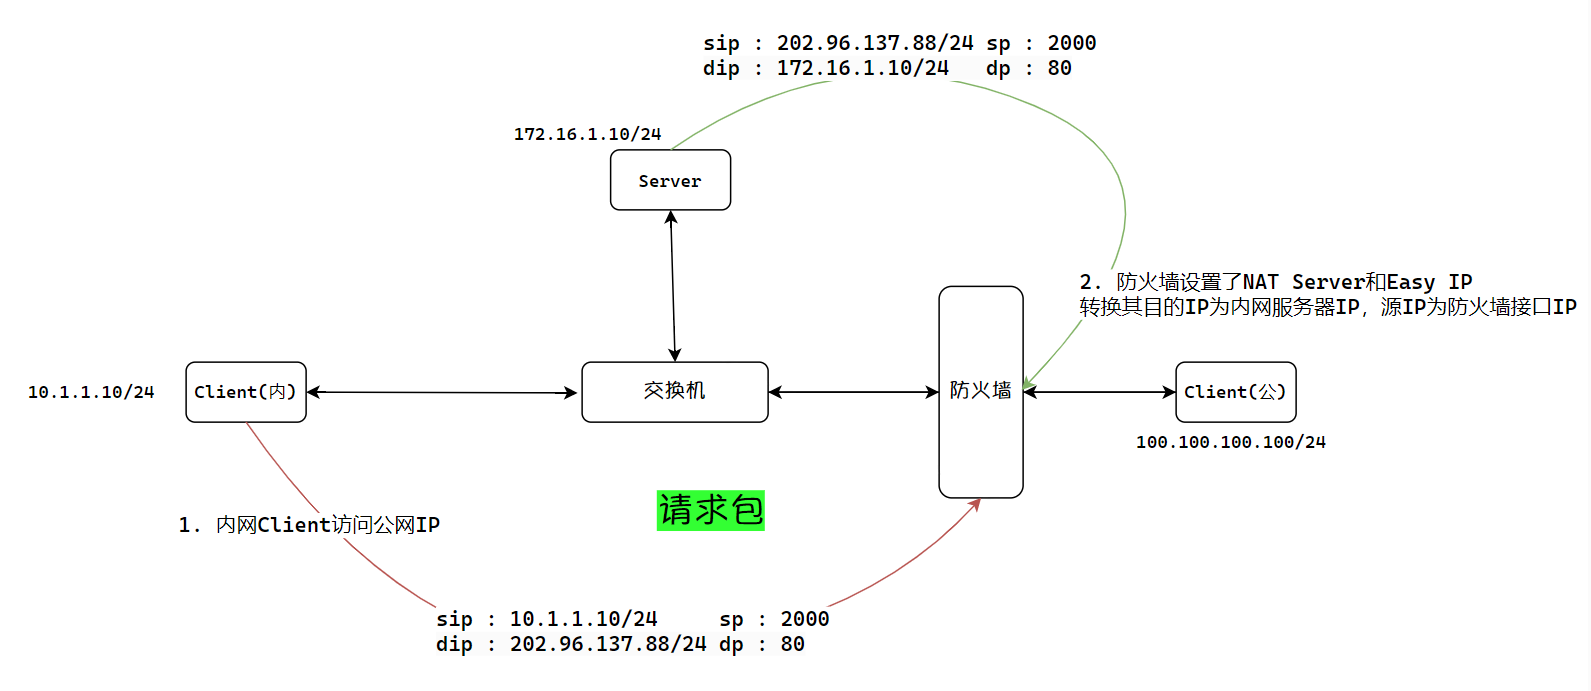 sip : 202.96.137.88/24 sp : 2000
dip : 172.16.1.10/24 dp : 80
172.16.1.10/24
Server
2. 防火墙设置了NAT Server和Easy IP
转换其目的IP为内网服务器IP，源IP为防火墙接口IP
10.1.1.10/24
Client(内)
交换机
防火墙
Client(公)
100.100.100.100/24
请求包
1. 内网Client访问公网IP
sip : 10.1.1.10/24 sp : 2000
dip : 202.96.137.88/24 dp : 80